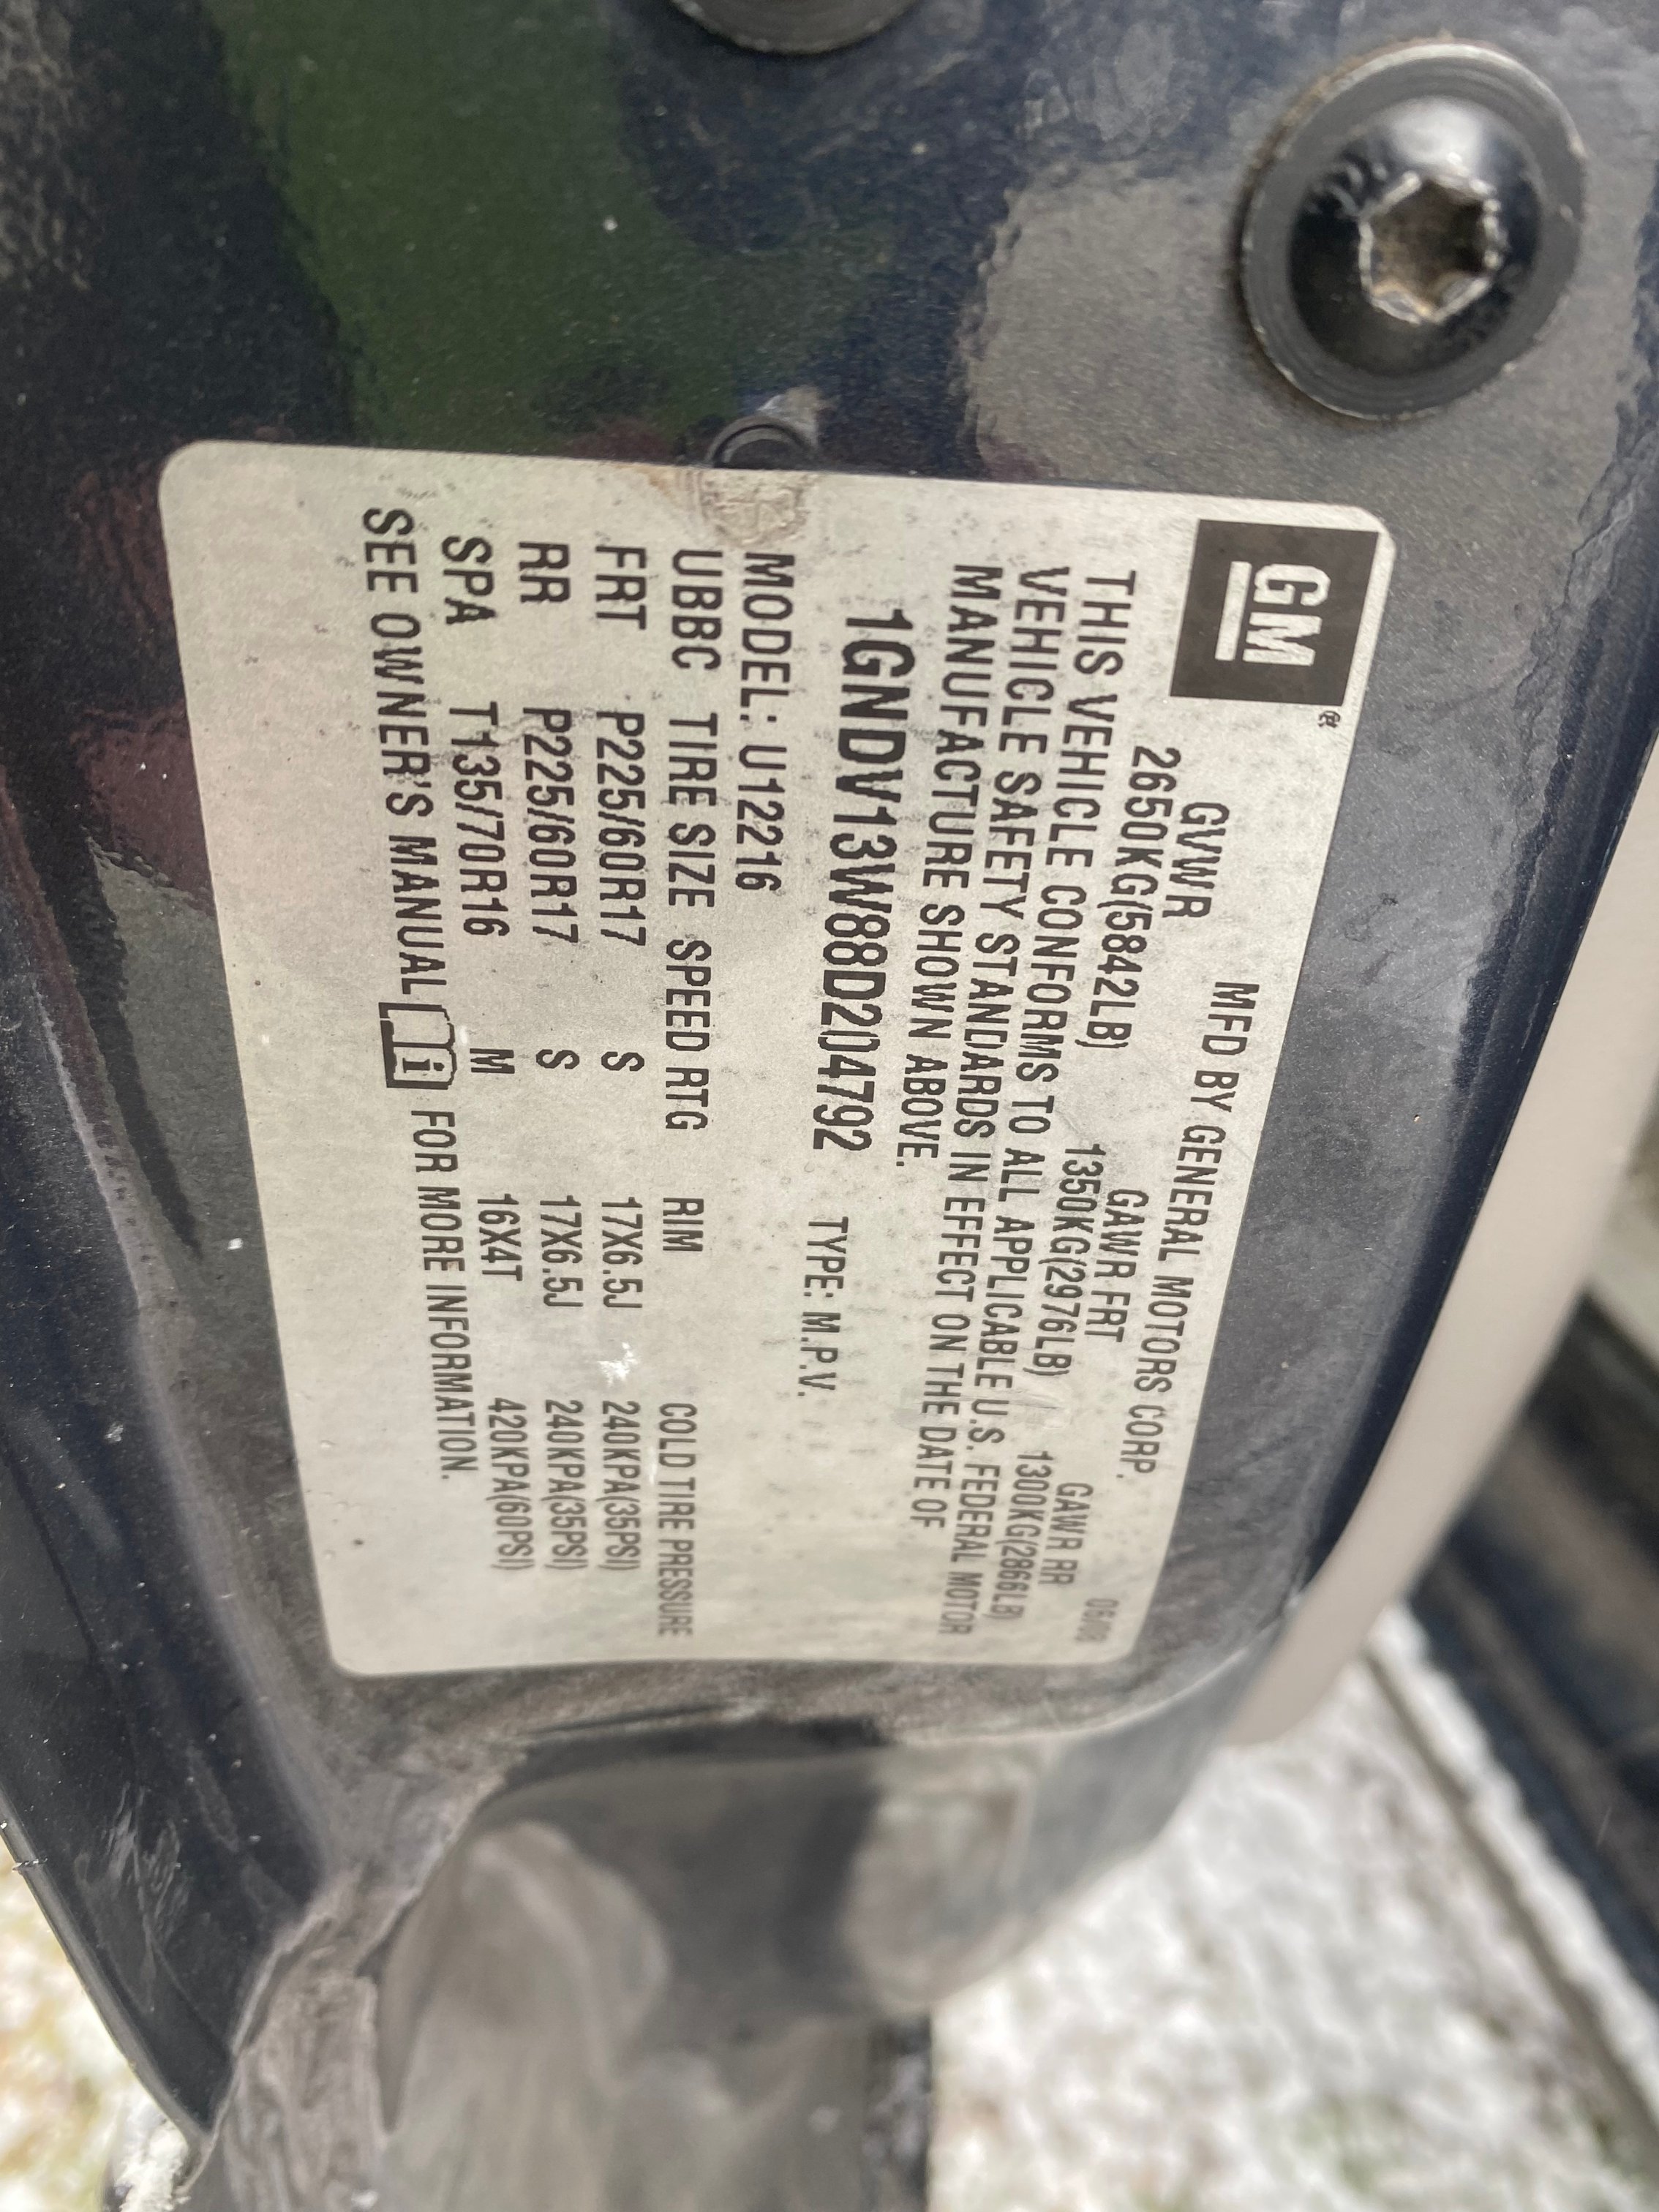 GM®
MFD BY GENERAL MOTORS CORP. 06/08
GVWR GAWR FRT GAWR RR
2650KG(5842LB) 1350KG(2976LB) 1300KG(2866LB)
THIS VEHICLE CONFORMS TO ALL APPLICABLE U.S. FEDERAL MOTOR
VEHICLE SAFETY STANDARDS IN EFFECT ON THE DATE OF
MANUFACTURE SHOWN ABOVE.
1GNDV13W88D204792 TYPE: M.P.V.
MODEL: U12216
UBBC TIRE SIZE SPEED RTG RIM COLD TIRE PRESSURE
FRT P225/60R17 S 17X6.5J 240KPA(35PSI)
RR P225/60R17 S 17X6.5J 240KPA(35PSI)
SPA T135/70R16 M 16X4T 420KPA(60PSI)
SEE OWNER'S MANUAL i FOR MORE INFORMATION.